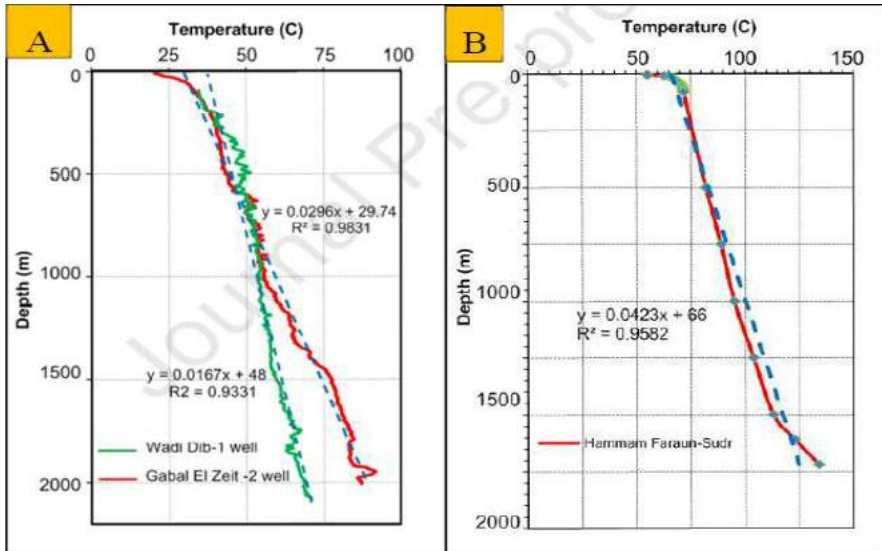 A
Temperature (C)
0 25 50 75 100
0
500
1000
1500
2000
Depth (m)
y = 0.0296x + 29.74
R² = 0.9831
y = 0.0167x + 48
R2 = 0.9331
Wadi Dib-1 well
Gabal El Zeit -2 well
B
Temperature (C)
0 50 100 150
0
500
1000
1500
2000
Depth (m)
y = 0.0423x + 66
R² = 0.9582
Hammam Faraun-Sudr
Journal Pre-pro